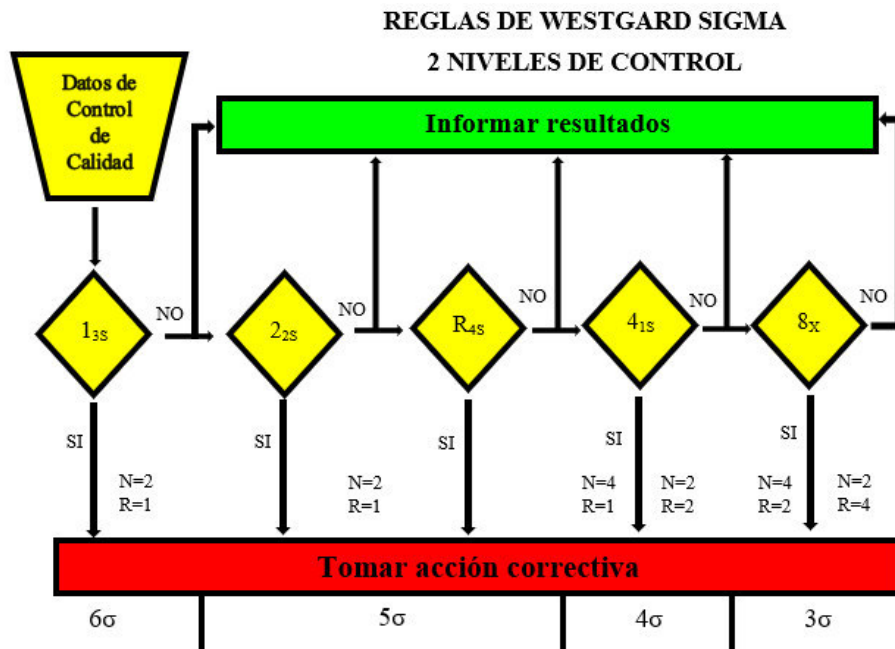 REGLAS DE WESTGARD SIGMA
2 NIVELES DE CONTROL
Datos de
Control
de
Calidad
Informar resultados
NO
NO
NO
NO
NO
1₃S
2₂S
R₄S
4₁S
8X
SI
SI
SI
SI
SI
N=2
R=1
N=2
R=1
N=4
R=1
N=2
R=2
N=4
R=2
N=2
R=4
Tomar acción correctiva
6σ
5σ
4σ
3σ